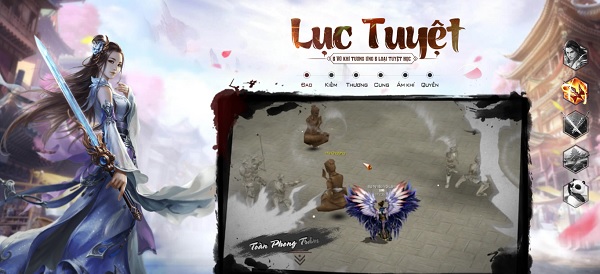 Lục Tuyệt
6 VŨ KHÍ TƯƠNG ỨNG 6 LOẠI TUYỆT HỌC
ĐAO KIẾM THƯƠNG CUNG ÁM KHÍ QUYỀN
Toàn Phong Trảm